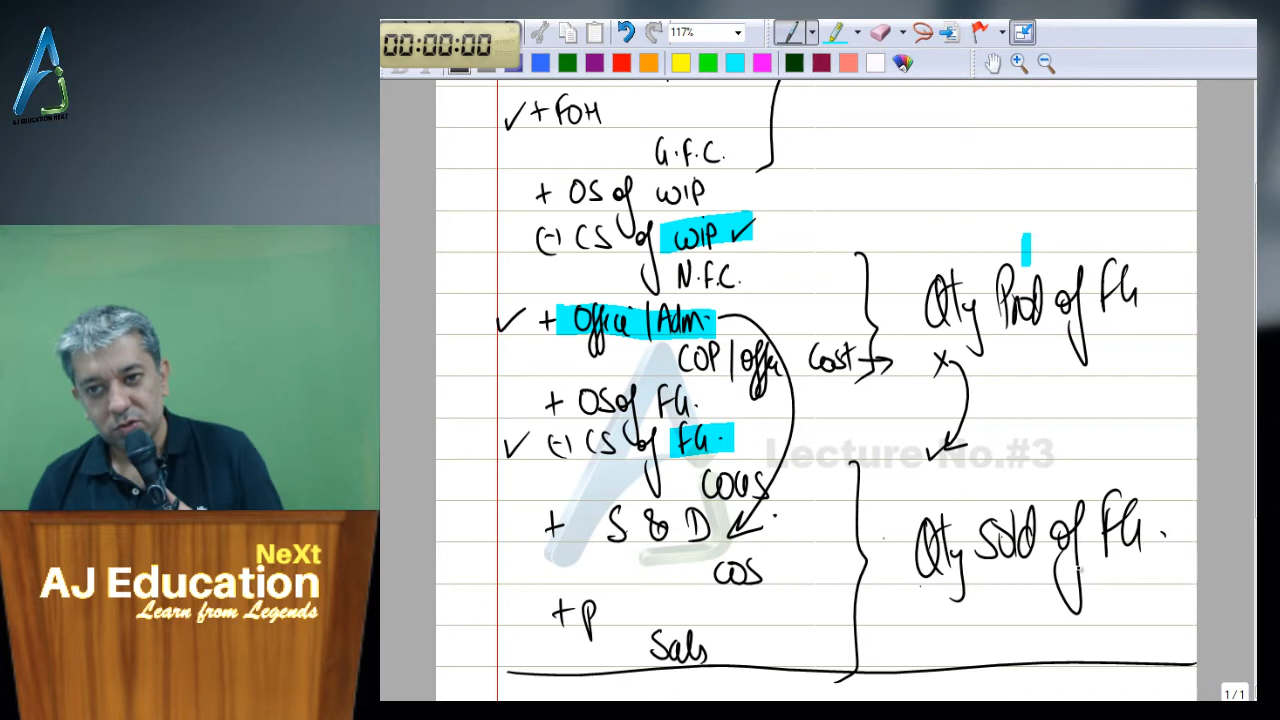 AJ EDUCATION NEXT
00:00:00
117%
✓ + FOH
G.F.C.
+ OS of WIP
(-) CS of WIP ✓
N.F.C.
✓ + Office / Adm.
COP / Office Cost →
+ OS of FG.
✓ (-) CS of FG.
COGS
+ S & D
COS
+ P
Sales
Qty Prod of FG
x
✓
Lecture No.#3
Qty Sold of FG.
NeXt
AJ Education
Learn from Legends
1/1